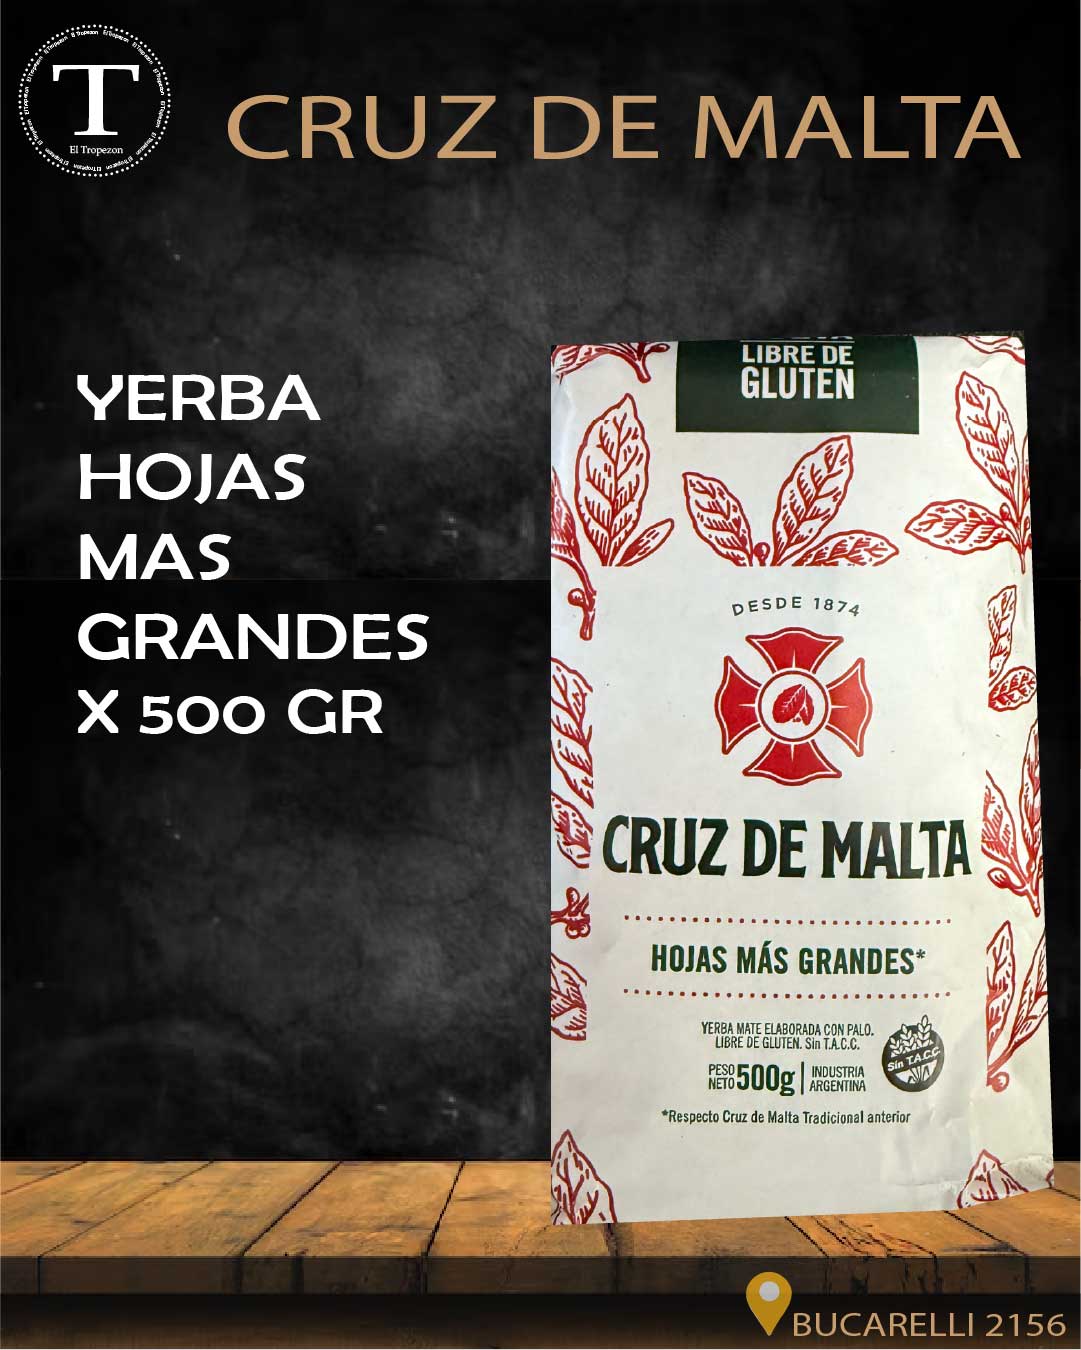 T
El Tropezon
CRUZ DE MALTA
YERBA
HOJAS
MAS
GRANDES
X 500 GR
LIBRE DE
GLUTEN
DESDE 1874
CRUZ DE MALTA
HOJAS MÁS GRANDES*
YERBA MATE ELABORADA CON PALO.
LIBRE DE GLUTEN. Sin T.A.C.C.
Sin T.A.C.C.
PESO NETO 500g | INDUSTRIA ARGENTINA
*Respecto Cruz de Malta Tradicional anterior
BUCARELLI 2156